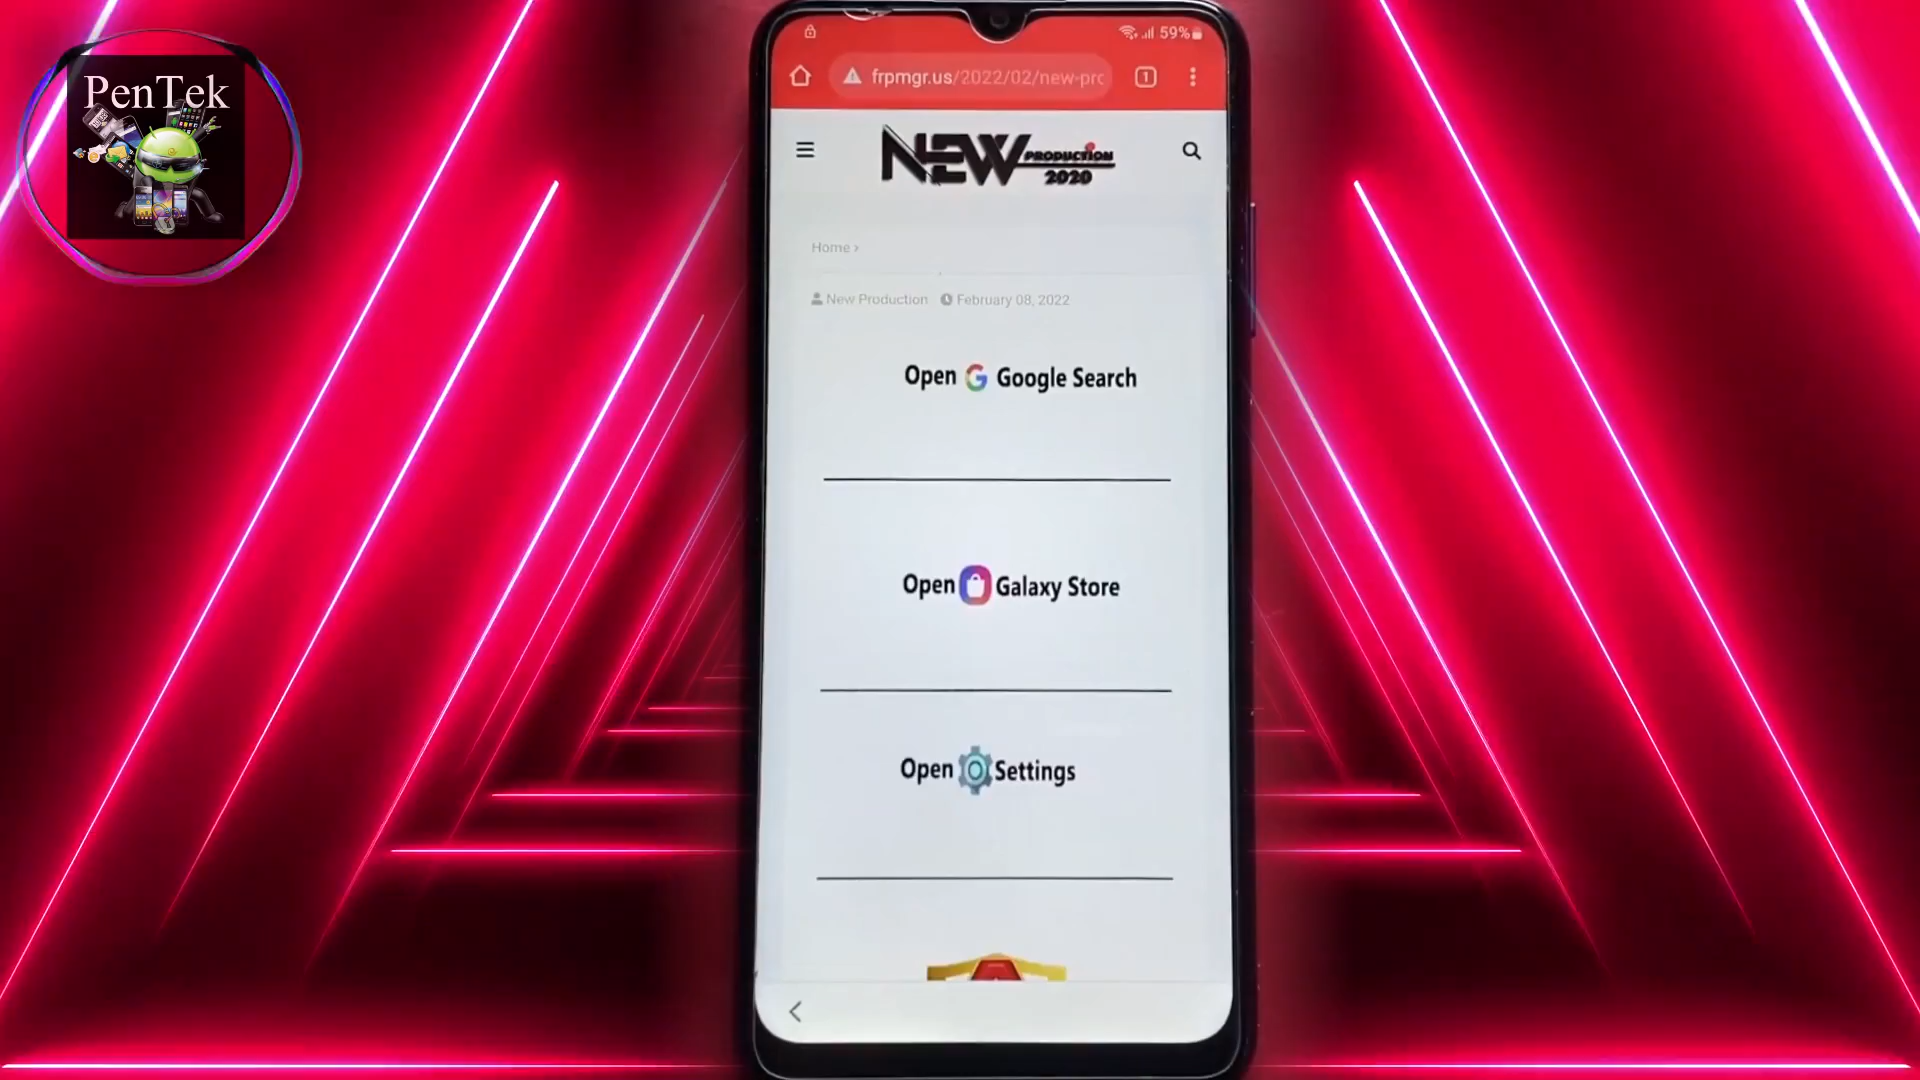 PenTek
59%
frpmgr.us/2022/02/new-prc
1
NEW PRODUCTION
2020
Home ›
New Production February 08, 2022
Open G Google Search
Open Galaxy Store
Open Settings